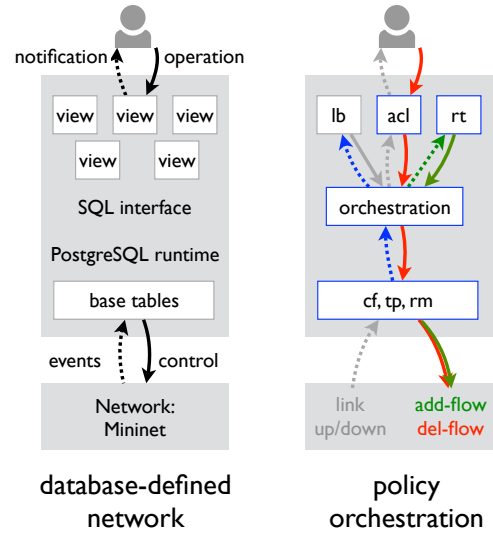 notification
operation
view
view
view
view
view
SQL interface
PostgreSQL runtime
base tables
events
control
Network:
Mininet
database-defined
network
lb
acl
rt
orchestration
cf, tp, rm
link
up/down
add-flow
del-flow
policy
orchestration